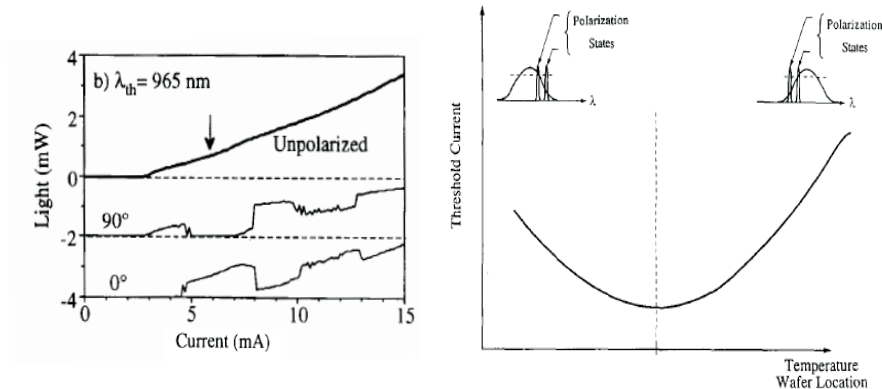 b) λth= 965 nm
Unpolarized
90°
0°
Light (mW)
4
2
0
-2
-4
0
5
10
15
Current (mA)
Polarization
States
λ
Polarization
States
λ
Threshold Current
Temperature
Wafer Location